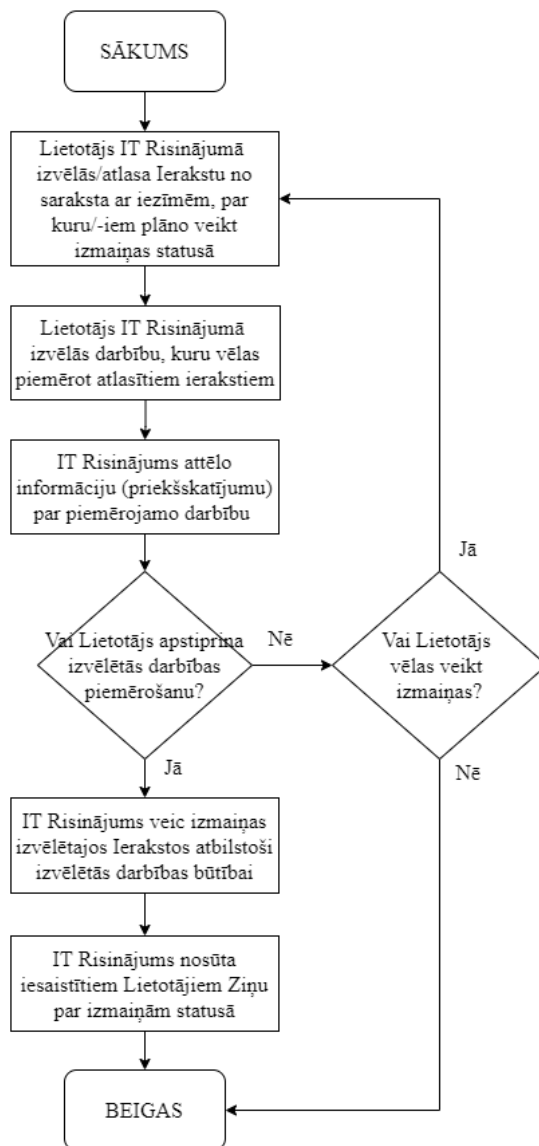 SĀKUMS
Lietotājs IT Risinājumā
izvēlās/atlasa Ierakstu no
saraksta ar iezīmēm, par
kuru/-iem plāno veikt
izmaiņas statusā
Lietotājs IT Risinājumā
izvēlās darbību, kuru vēlas
piemērot atlasītiem ierakstiem
IT Risinājums attēlo
informāciju (priekšskatījumu)
par piemērojamo darbību
Vai Lietotājs apstiprina
izvēlētās darbības
piemērošanu?
Nē
Vai Lietotājs
vēlas veikt
izmaiņas?
Jā
Nē
Jā
IT Risinājums veic izmaiņas
izvēlētajos Ierakstos atbilstoši
izvēlētās darbības būtībai
IT Risinājums nosūta
iesaistītiem Lietotājiem Ziņu
par izmaiņām statusā
BEIGAS